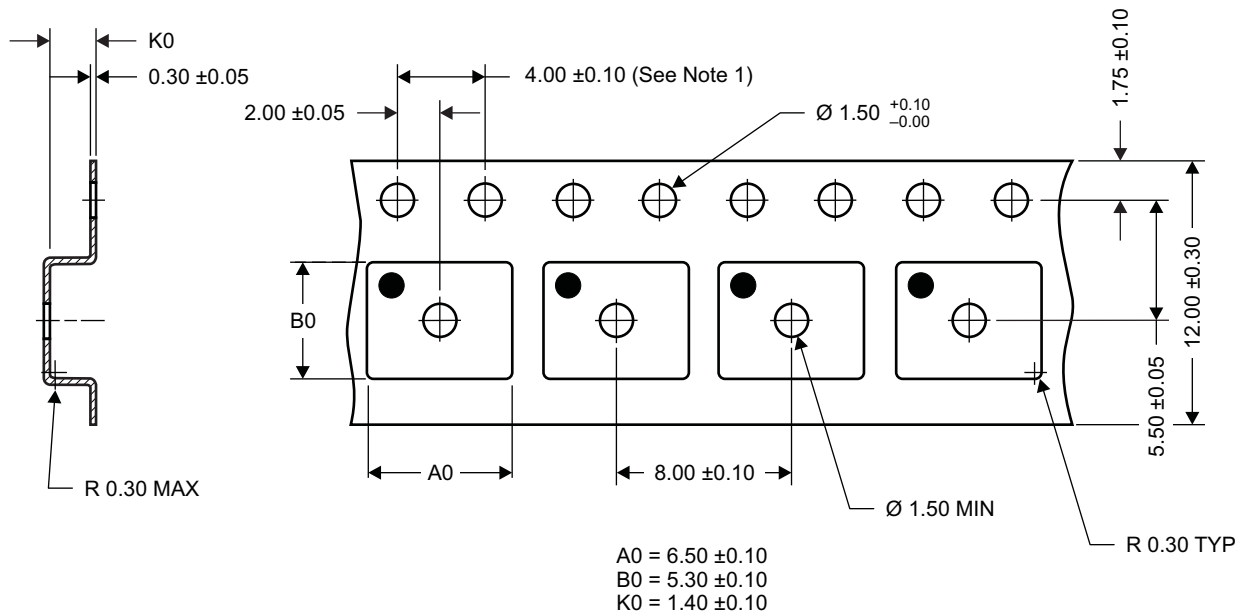 K0
0.30 ±0.05
2.00 ±0.05
4.00 ±0.10 (See Note 1)
Ø 1.50 +0.10 –0.00
1.75 ±0.10
B0
12.00 ±0.30
5.50 ±0.05
R 0.30 MAX
A0
8.00 ±0.10
Ø 1.50 MIN
R 0.30 TYP
A0 = 6.50 ±0.10
B0 = 5.30 ±0.10
K0 = 1.40 ±0.10